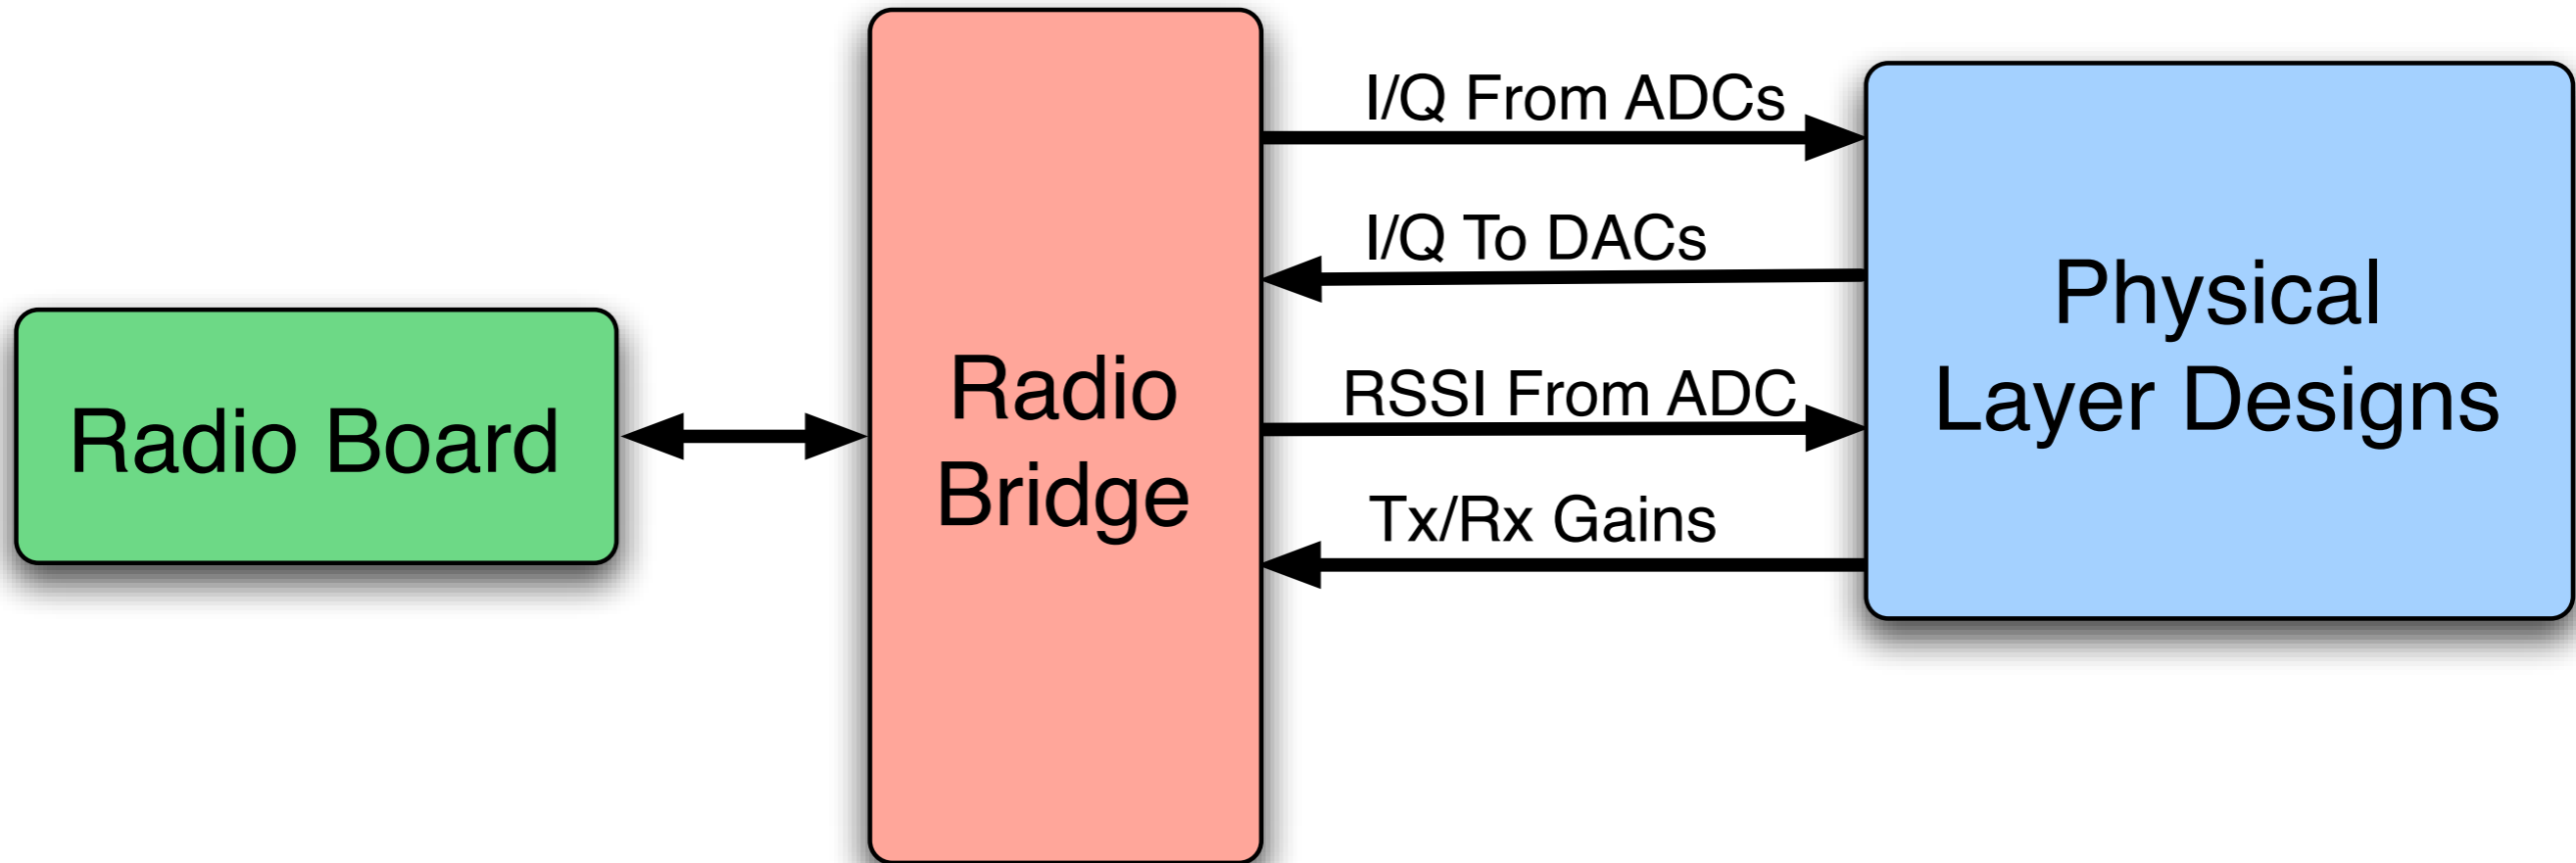 Radio Board
Radio
Bridge
I/Q From ADCs
I/Q To DACs
RSSI From ADC
Tx/Rx Gains
Physical
Layer Designs